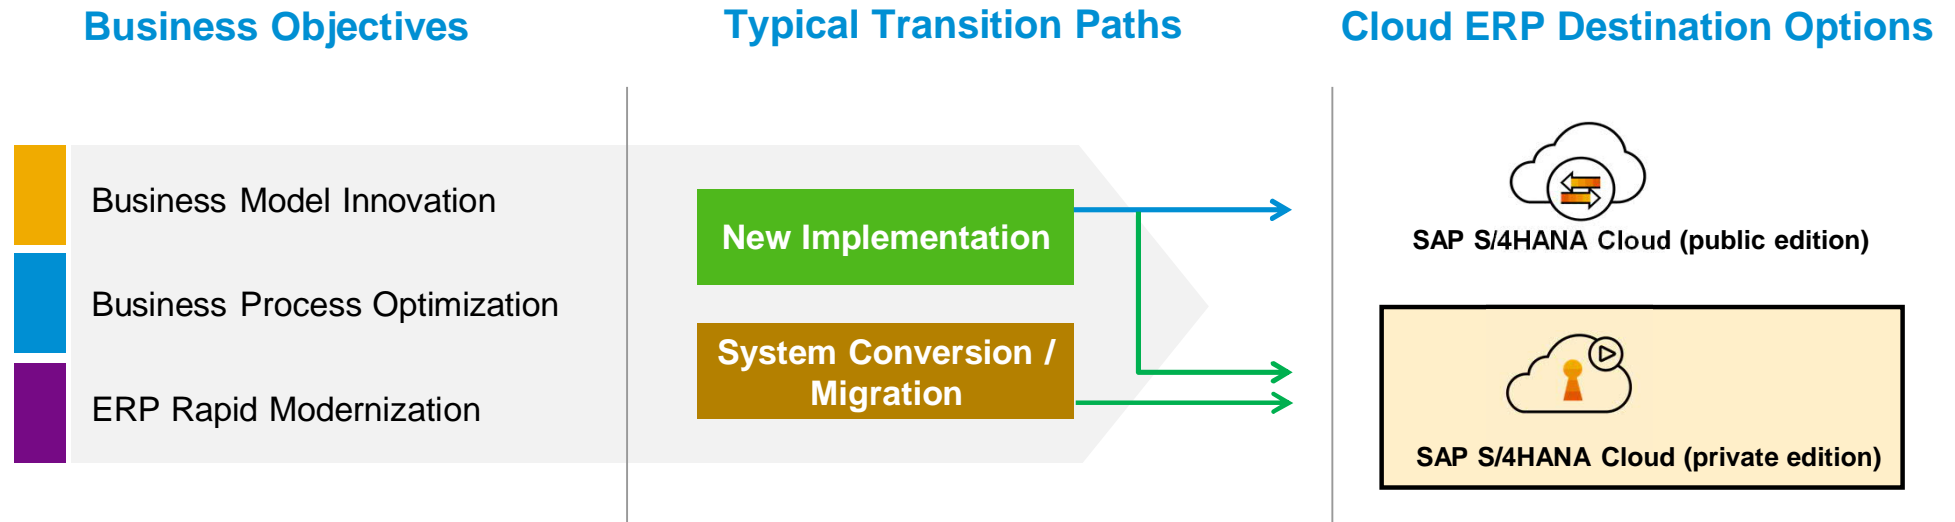 Business Objectives
Typical Transition Paths
Cloud ERP Destination Options
Business Model Innovation
Business Process Optimization
ERP Rapid Modernization
New Implementation
System Conversion /
Migration
SAP S/4HANA Cloud (public edition)
SAP S/4HANA Cloud (private edition)